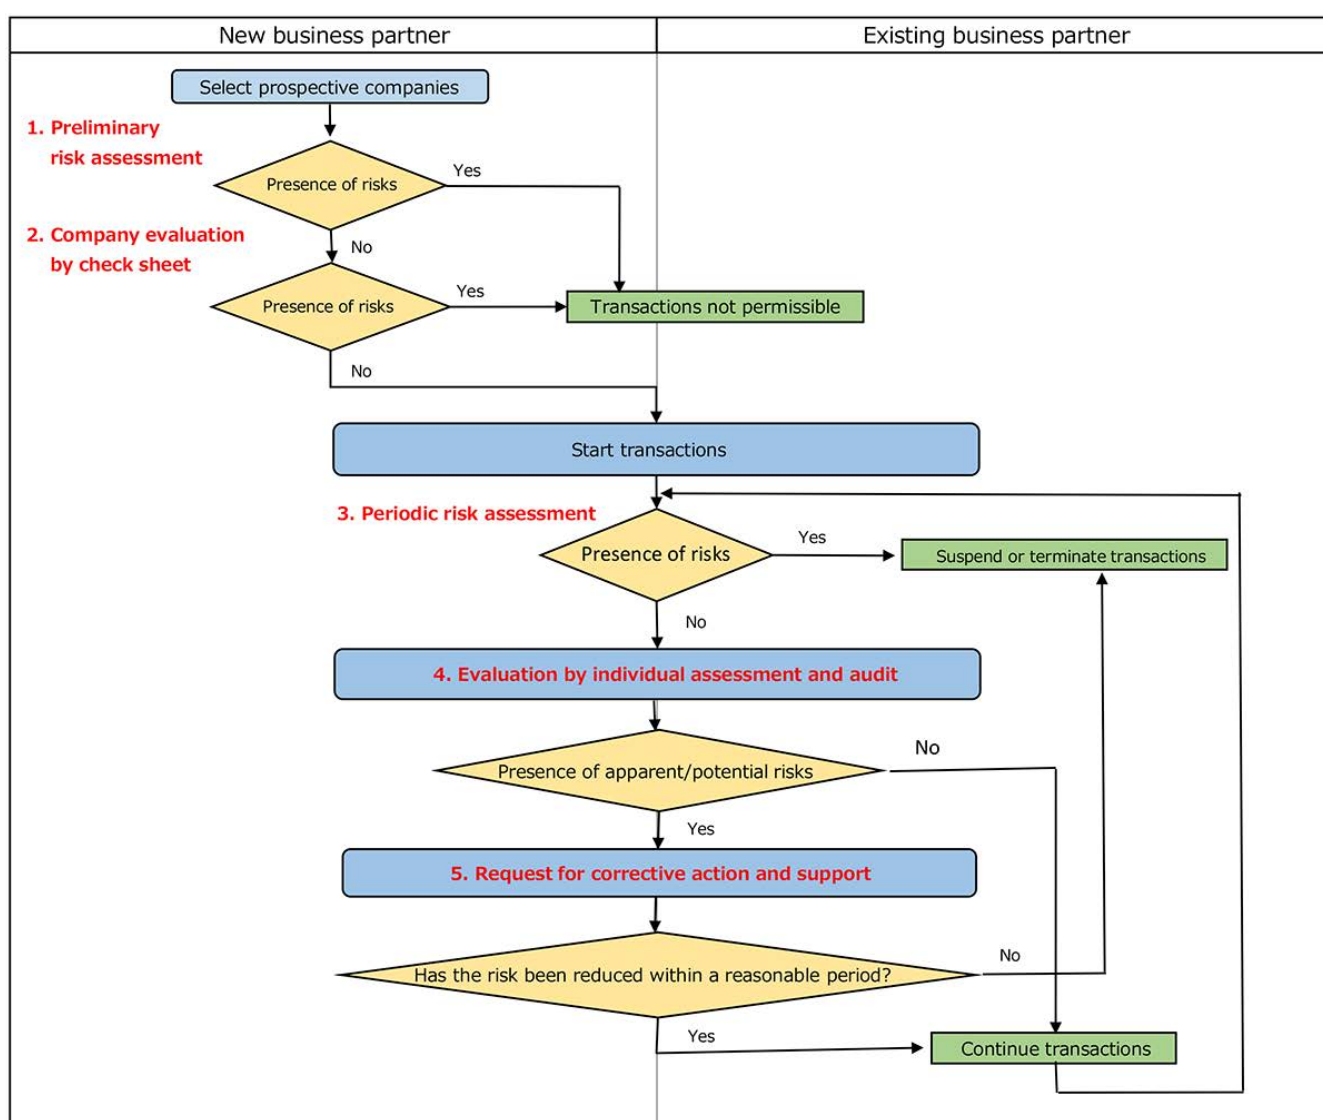 New business partner
Existing business partner
Select prospective companies
1. Preliminary
risk assessment
Yes
Presence of risks
2. Company evaluation
by check sheet
No
Presence of risks
Yes
Transactions not permissible
No
Start transactions
3. Periodic risk assessment
Presence of risks
Yes
Suspend or terminate transactions
No
4. Evaluation by individual assessment and audit
Presence of apparent/potential risks
No
Yes
5. Request for corrective action and support
Has the risk been reduced within a reasonable period?
No
Yes
Continue transactions